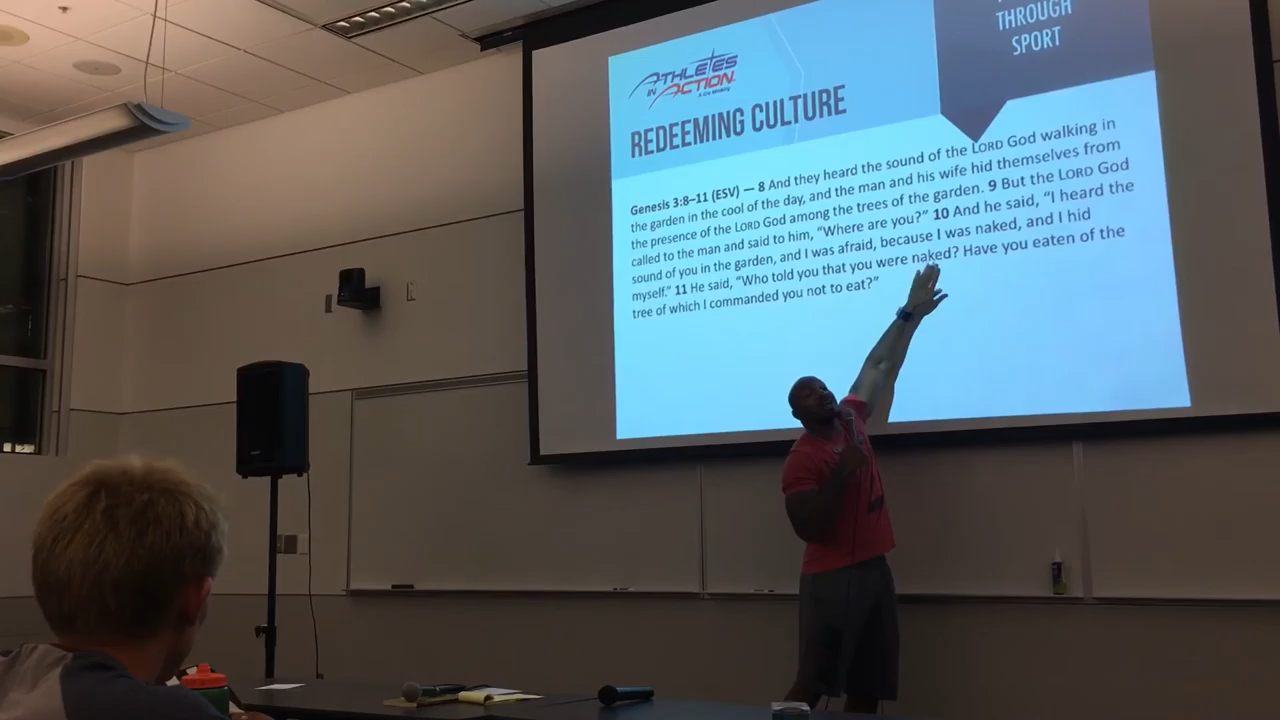 THROUGH
SPORT
ATHLETES
IN ACTION
A Cru Ministry
REDEEMING CULTURE
Genesis 3:8–11 (ESV) — 8 And they heard the sound of the LORD God walking in
the garden in the cool of the day, and the man and his wife hid themselves from
the presence of the LORD God among the trees of the garden. 9 But the LORD God
called to the man and said to him, “Where are you?” 10 And he said, “I heard the
sound of you in the garden, and I was afraid, because I was naked, and I hid
myself.” 11 He said, “Who told you that you were naked? Have you eaten of the
tree of which I commanded you not to eat?”